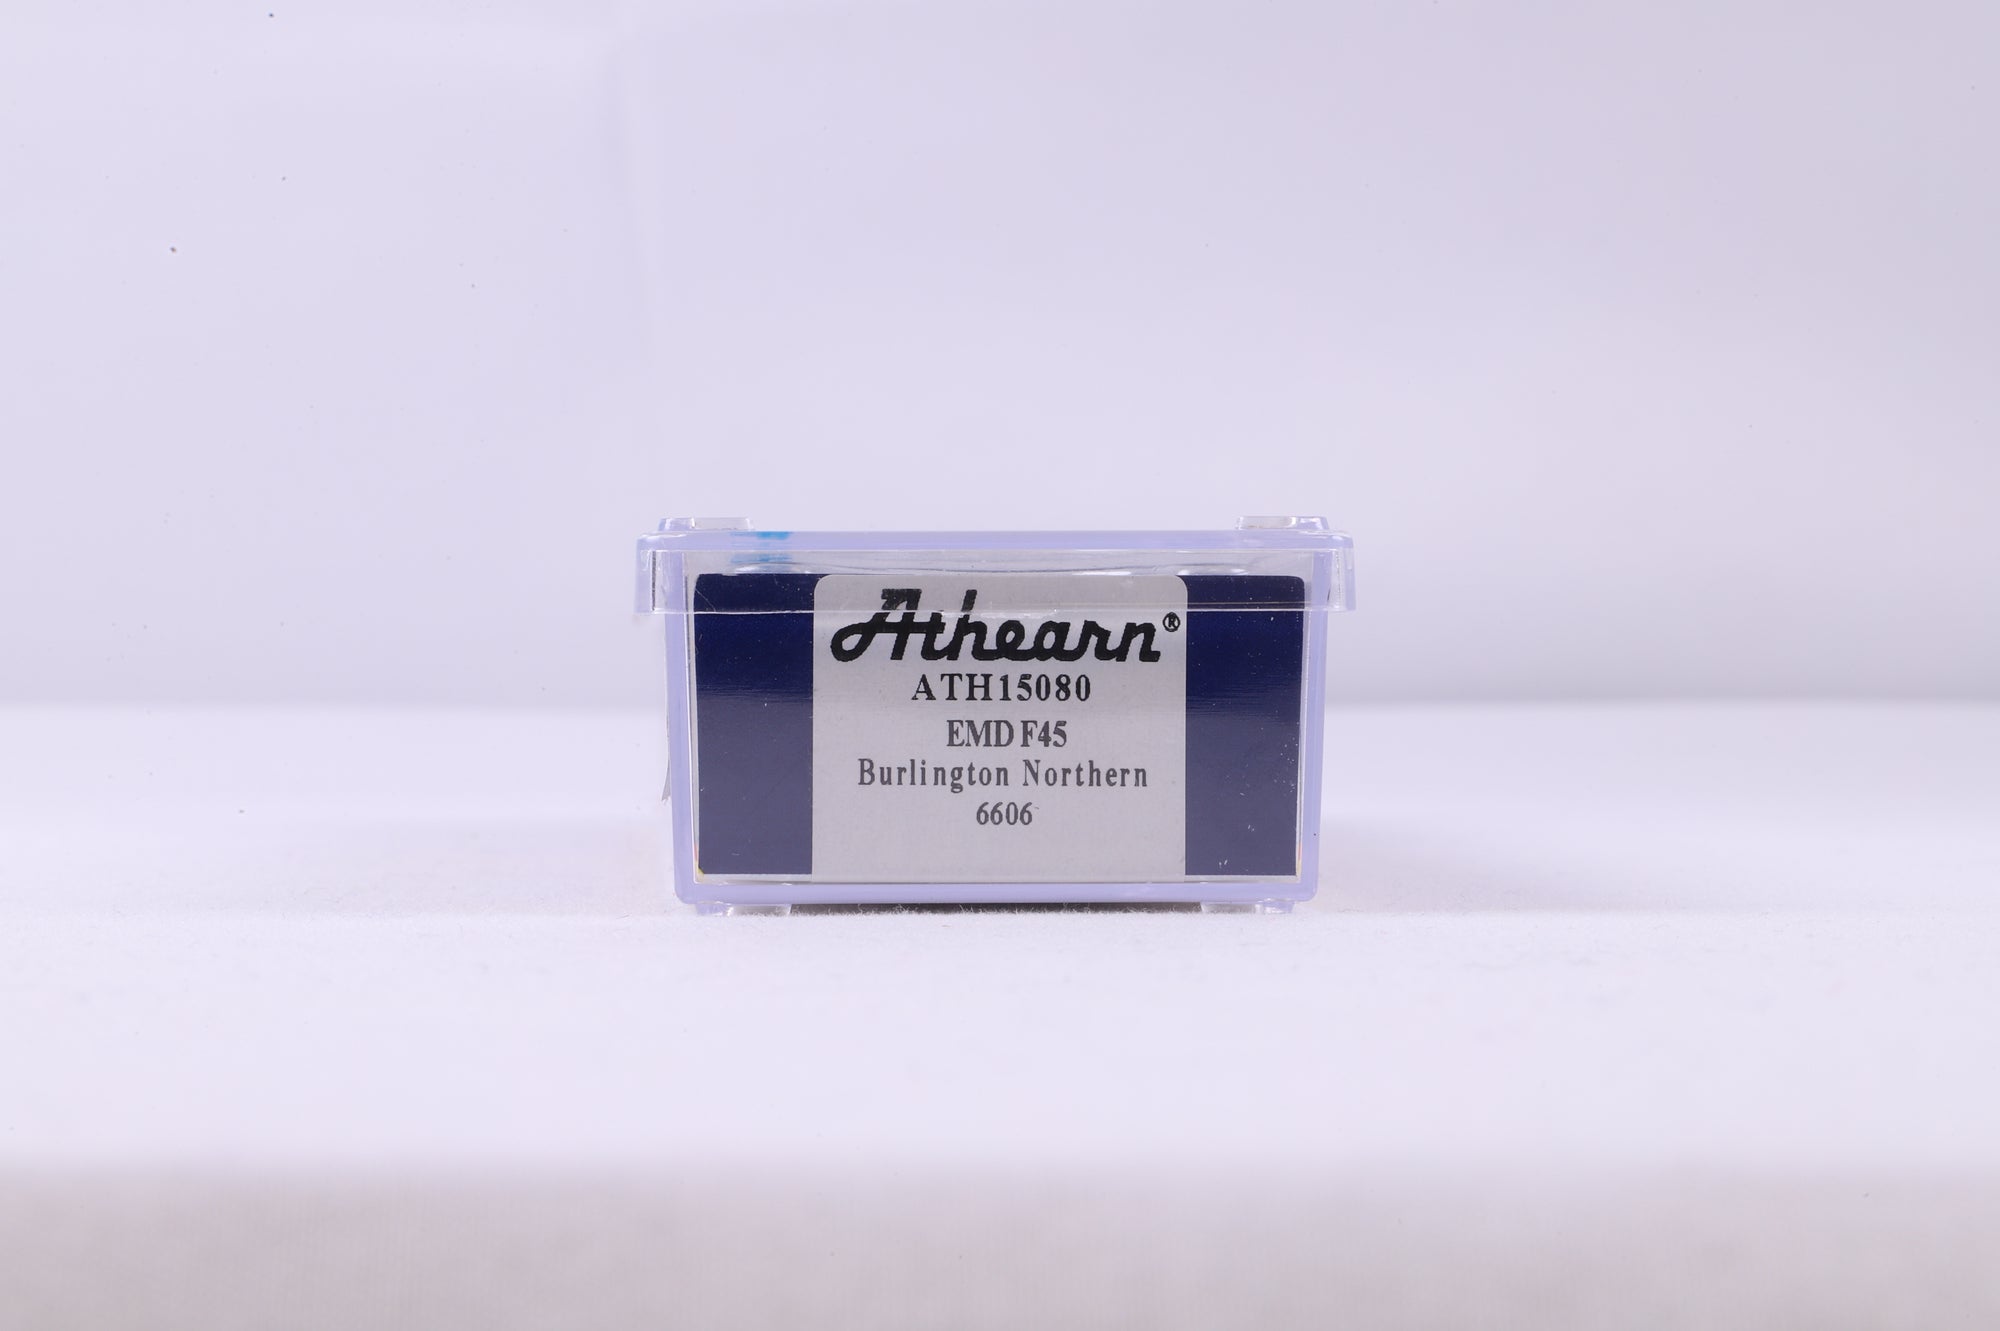 Athearn®
ATH15080
EMD F45
Burlington Northern
6606